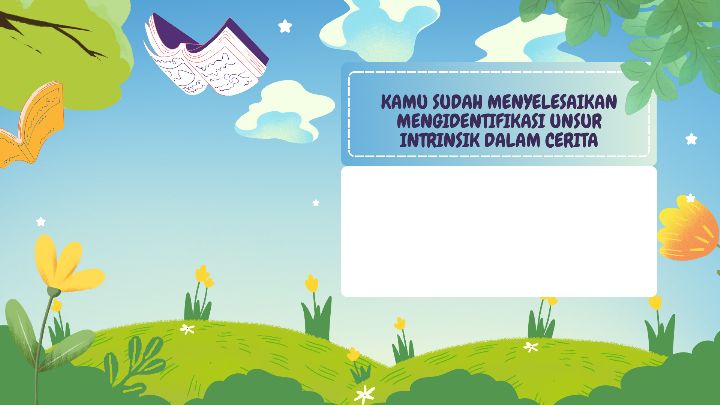 KAMU SUDAH MENYELESAIKAN
MENGIDENTIFIKASI UNSUR
INTRINSIK DALAM CERITA